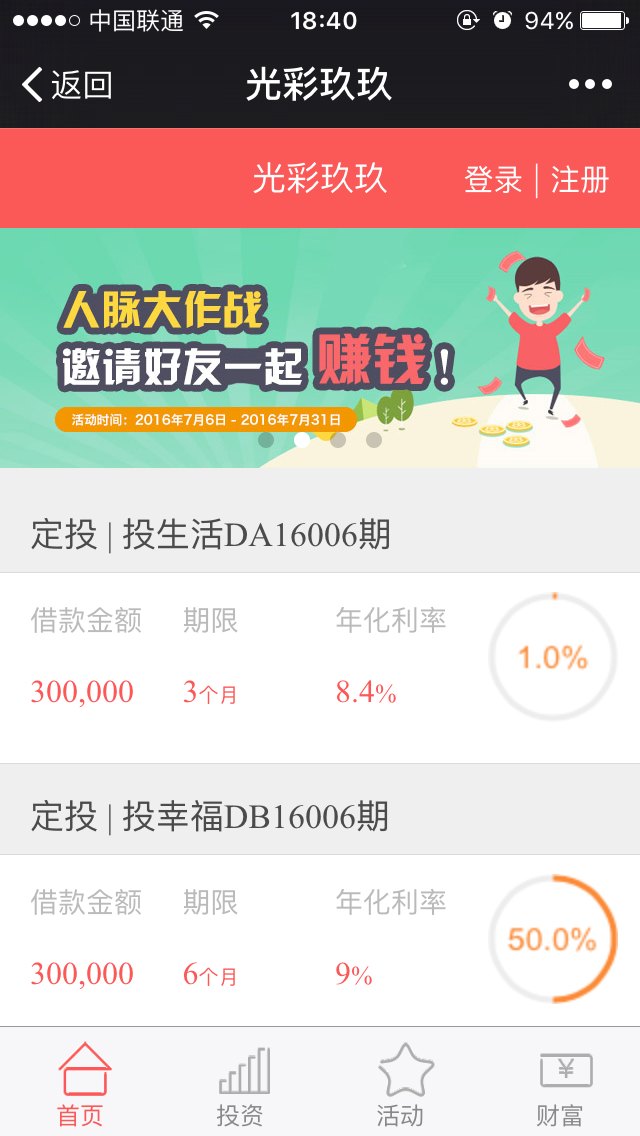 中国联通 18:40 94%
返回 光彩玖玖
光彩玖玖 登录 | 注册
人脉大作战
邀请好友一起赚钱!
活动时间：2016年7月6日 - 2016年7月31日
定投 | 投生活DA16006期
借款金额 期限 年化利率
1.0%
300,000 3个月 8.4%
定投 | 投幸福DB16006期
借款金额 期限 年化利率
50.0%
300,000 6个月 9%
¥
首页 投资 活动 财富